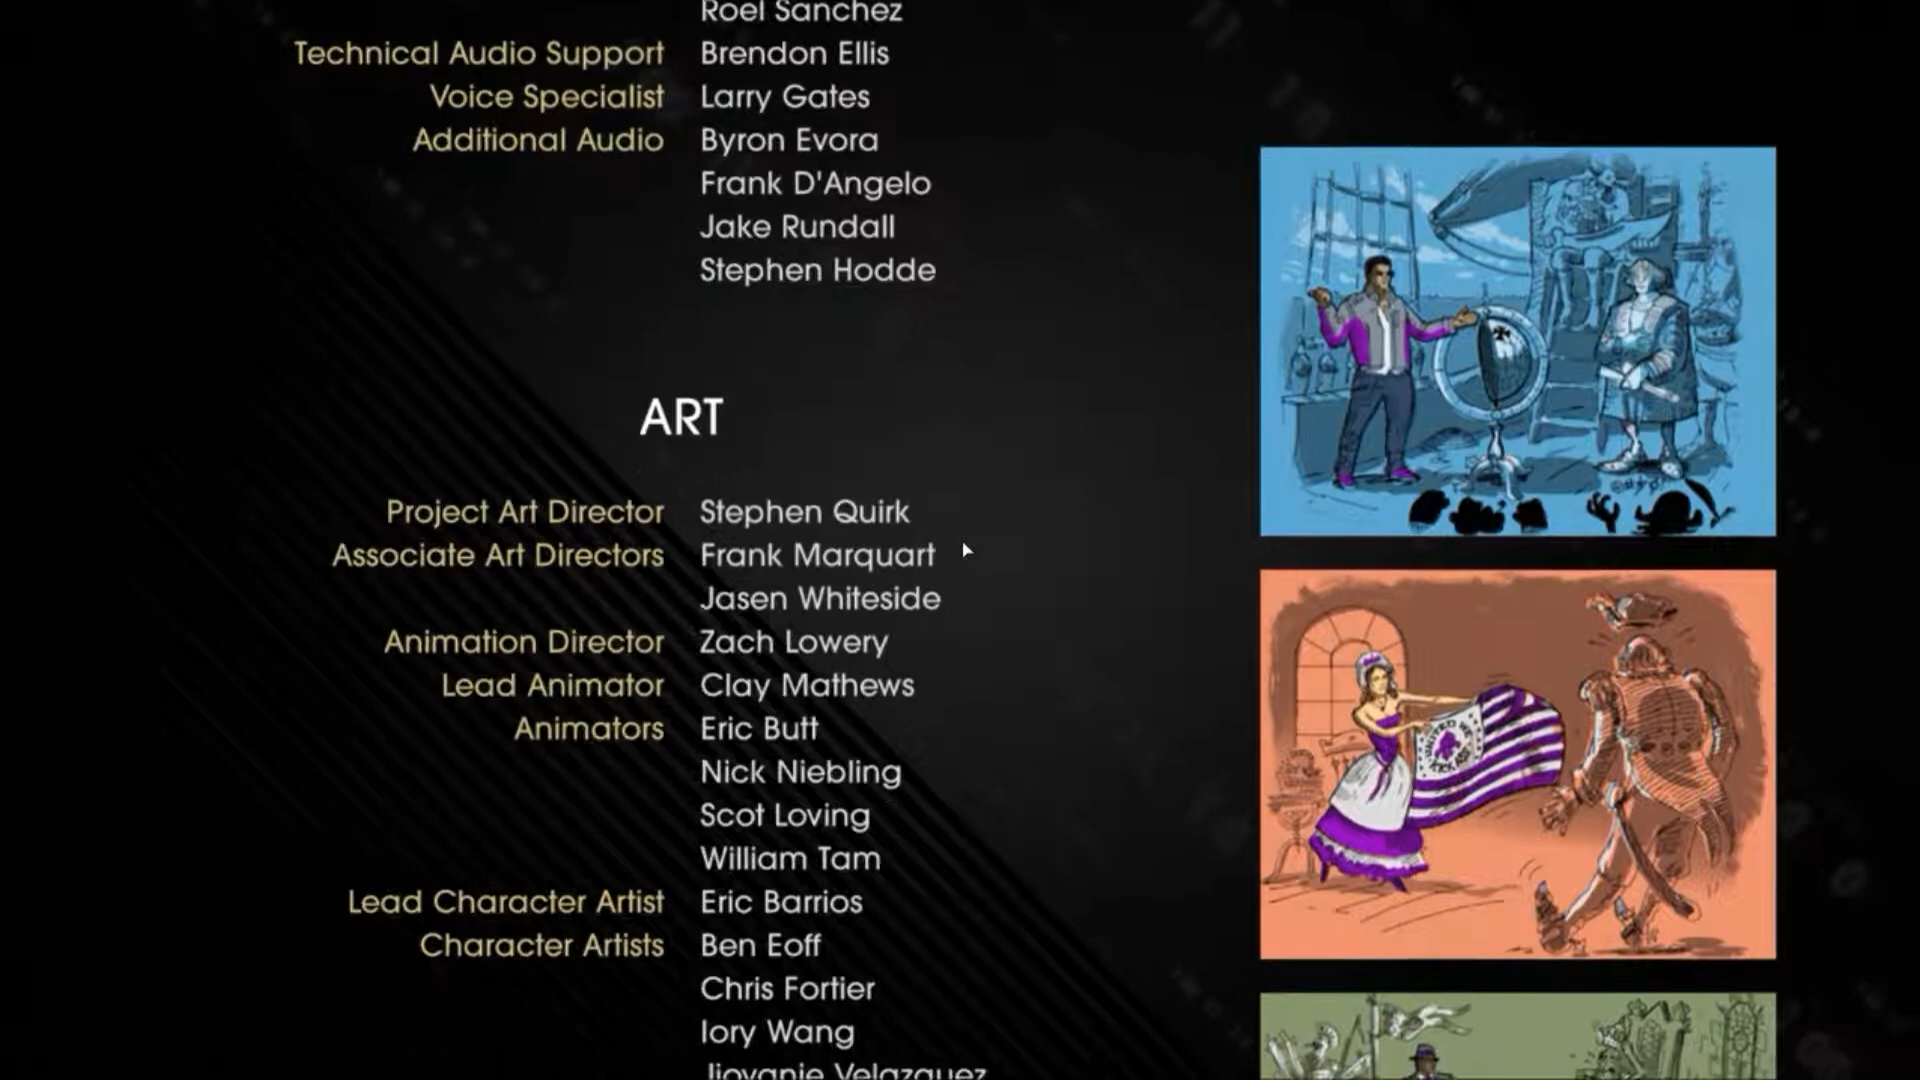 Roel Sanchez
Technical Audio Support Brendon Ellis
Voice Specialist Larry Gates
Additional Audio Byron Evora
Frank D'Angelo
Jake Rundall
Stephen Hodde
ART
Project Art Director Stephen Quirk
Associate Art Directors Frank Marquart
Jasen Whiteside
Animation Director Zach Lowery
Lead Animator Clay Mathews
Animators Eric Butt
Nick Niebling
Scot Loving
William Tam
Lead Character Artist Eric Barrios
Character Artists Ben Eoff
Chris Fortier
Iory Wang
Jiovanie Velazquez